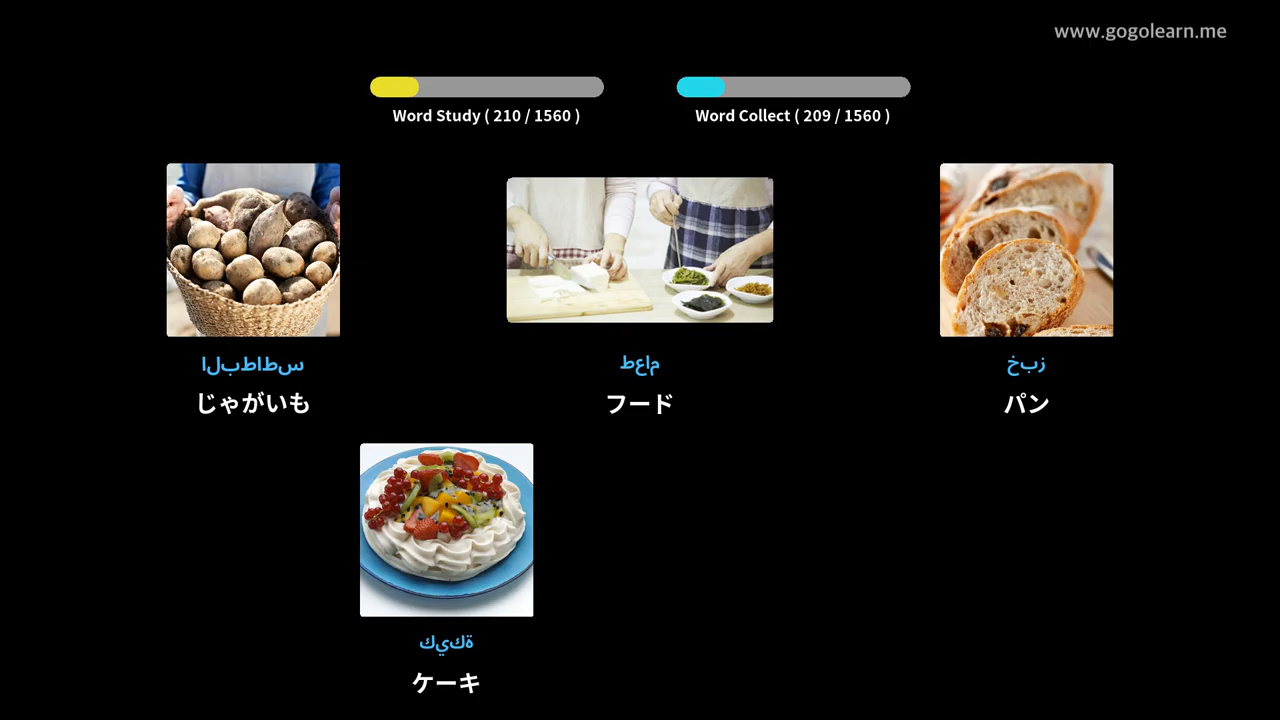 www.gogolearn.me
Word Study ( 210 / 1560 )
Word Collect ( 209 / 1560 )
البطاطس
じゃがいも
طعام
フード
خبز
パン
كيكة
ケーキ